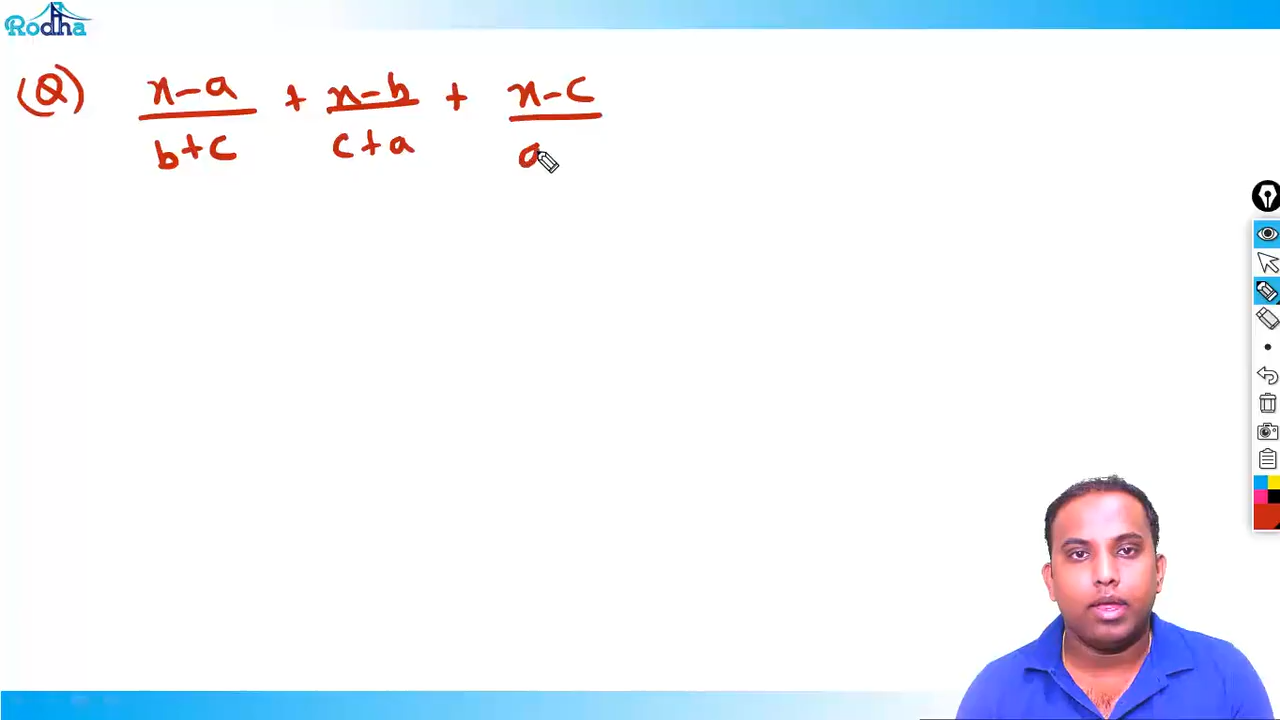 Rodha
(Q) x-a/b+c + x-b/c+a + x-c/a